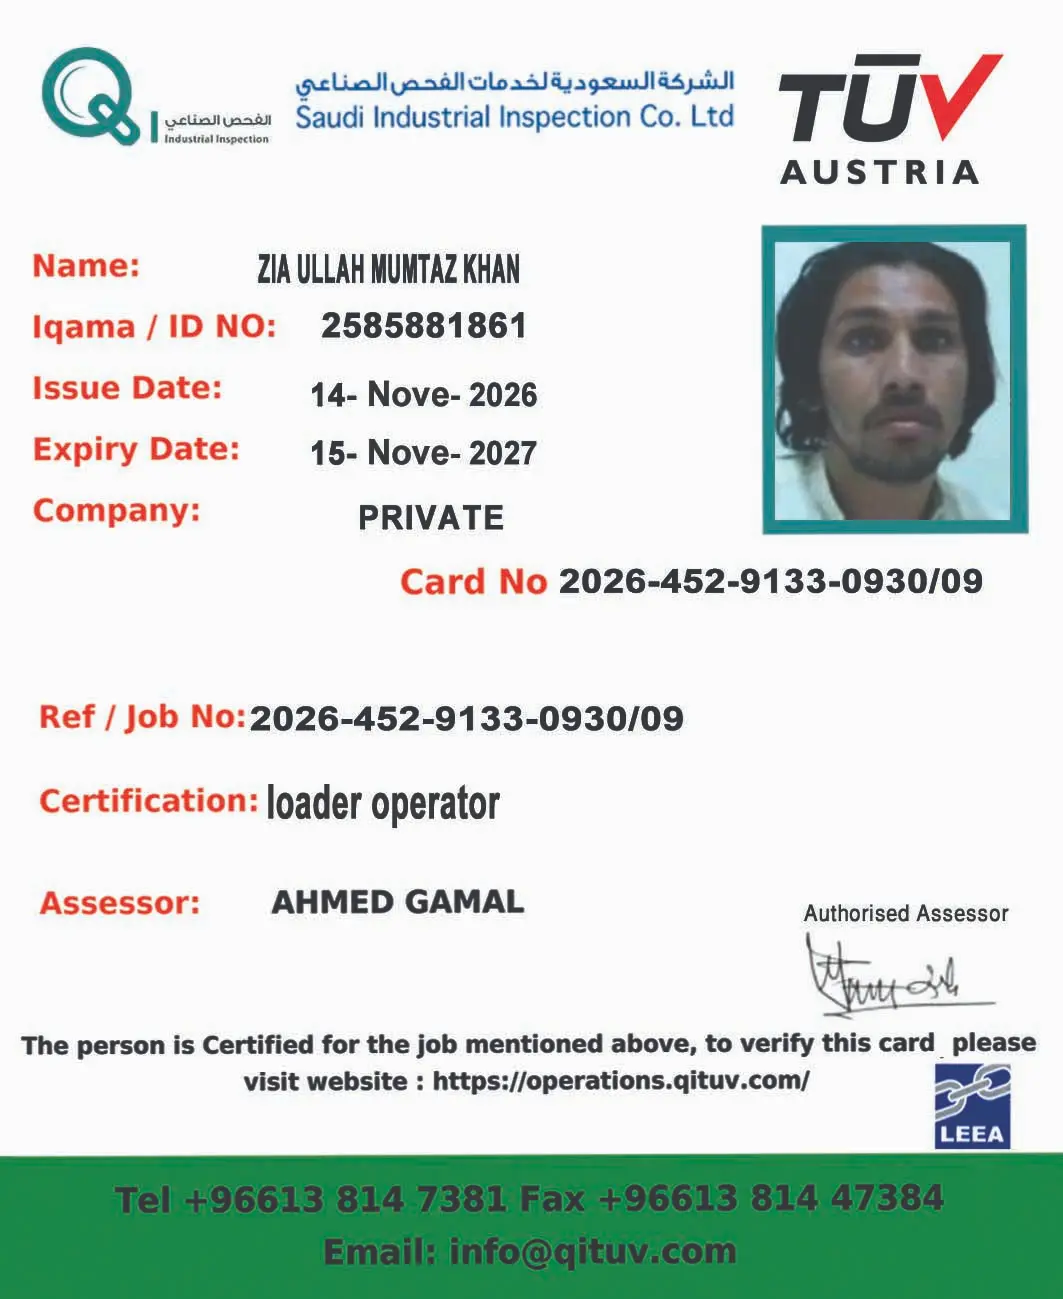 الفحص الصناعي
Industrial Inspection
الشركة السعودية لخدمات الفحص الصناعي
Saudi Industrial Inspection Co. Ltd
TÜV
AUSTRIA
Name: ZIA ULLAH MUMTAZ KHAN
Iqama / ID NO: 2585881861
Issue Date: 14- Nove- 2026
Expiry Date: 15- Nove- 2027
Company: PRIVATE
Card No 2026-452-9133-0930/09
Ref / Job No: 2026-452-9133-0930/09
Certification: loader operator
Assessor: AHMED GAMAL
Authorised Assessor
The person is Certified for the job mentioned above, to verify this card please
visit website : https://operations.qituv.com/
LEEA
Tel +96613 814 7381 Fax +96613 814 47384
Email: info@qituv.com